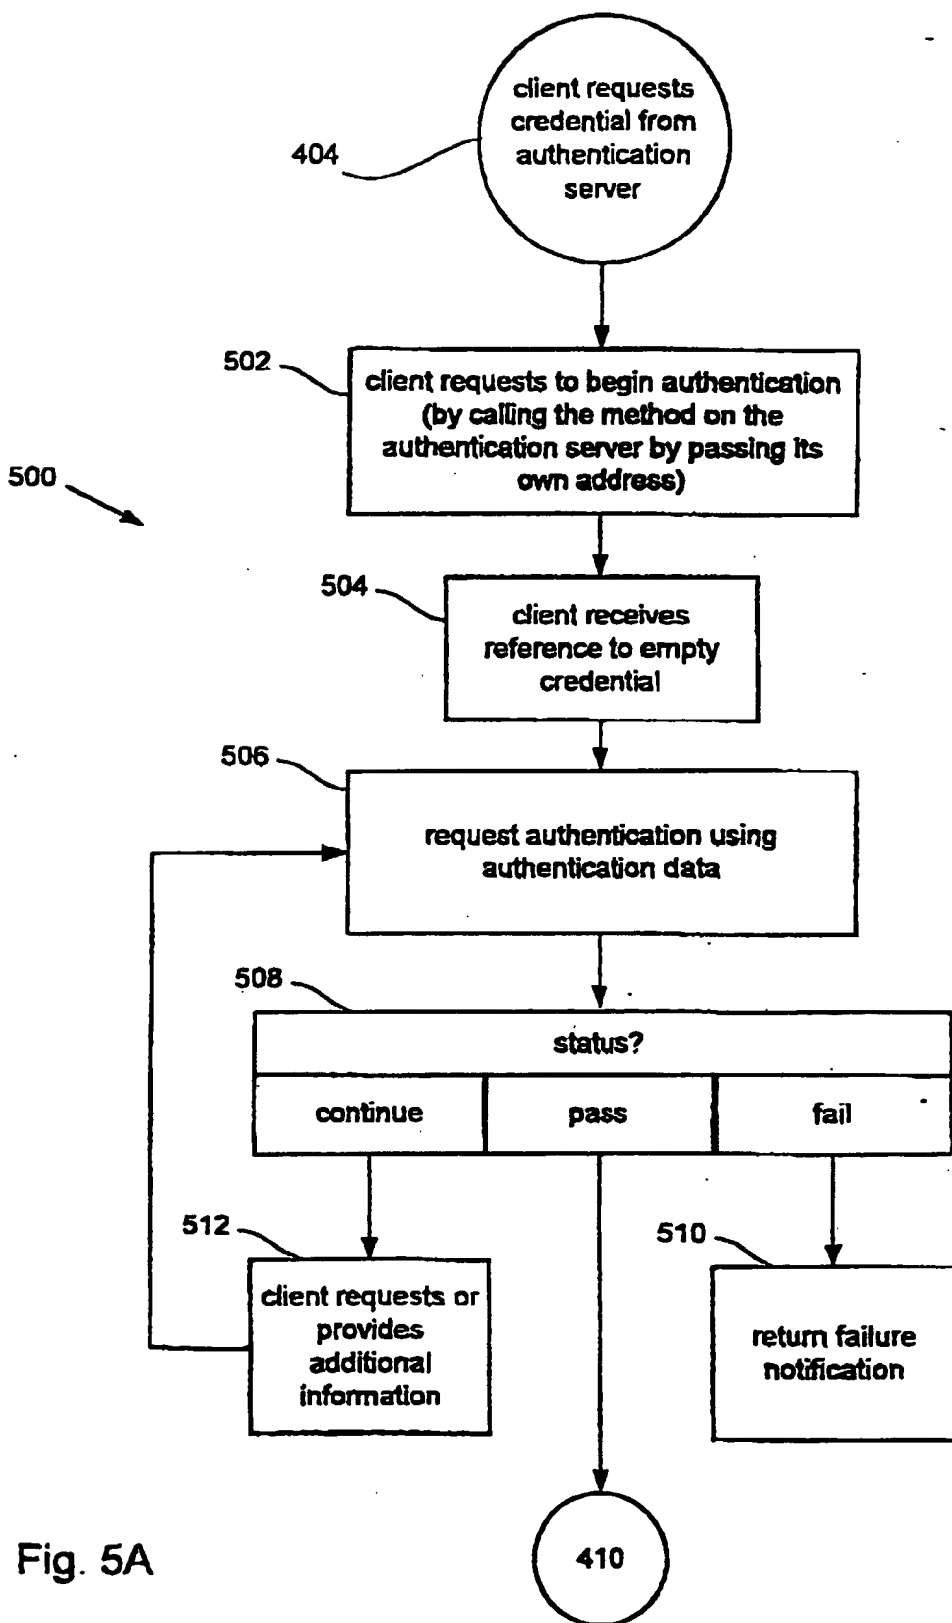 client requests
credential from
authentication
server
404
502
client requests to begin authentication
(by calling the method on the
authentication server by passing its
own address)
500
504
client receives
reference to empty
credential
506
request authentication using
authentication data
508
status?
continue pass fail
512
client requests or
provides
additional
information
510
return failure
notification
410
Fig. 5A